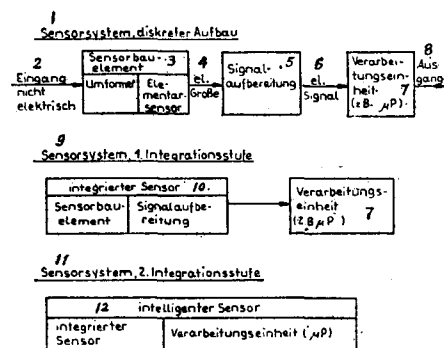 1
Sensorsystem, diskreter Aufbau
2
Eingang
nicht
elektrisch
Sensorbau-
element 3
Umformer
Ele-
mentar-
sensor
4
el.
Größe
Signal- 5
aufbereitung
6
el.
Signal
Verarbei-
tungsein-
heit 7
(z.B. µP)
8
Aus-
gang
9
Sensorsystem, 1. Integrationsstufe
integrierter Sensor 10.
Sensorbau-
element
Signalaufbe-
reitung
Verarbeitungs-
einheit
(z.B. µP) 7
11
Sensorsystem, 2. Integrationsstufe
12 intelligenter Sensor
integrierter
Sensor
Verarbeitungseinheit (µP)